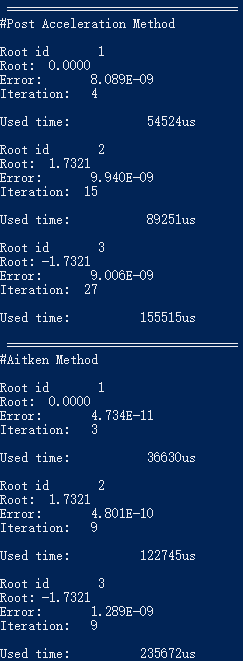 #Post Acceleration Method
Root id 1
Root: 0.0000
Error: 8.089E-09
Iteration: 4
Used time: 54524us
Root id 2
Root: 1.7321
Error: 9.940E-09
Iteration: 15
Used time: 89251us
Root id 3
Root: -1.7321
Error: 9.006E-09
Iteration: 27
Used time: 155515us
#Aitken Method
Root id 1
Root: 0.0000
Error: 4.734E-11
Iteration: 3
Used time: 36630us
Root id 2
Root: 1.7321
Error: 4.801E-10
Iteration: 9
Used time: 122745us
Root id 3
Root: -1.7321
Error: 1.289E-09
Iteration: 9
Used time: 235672us